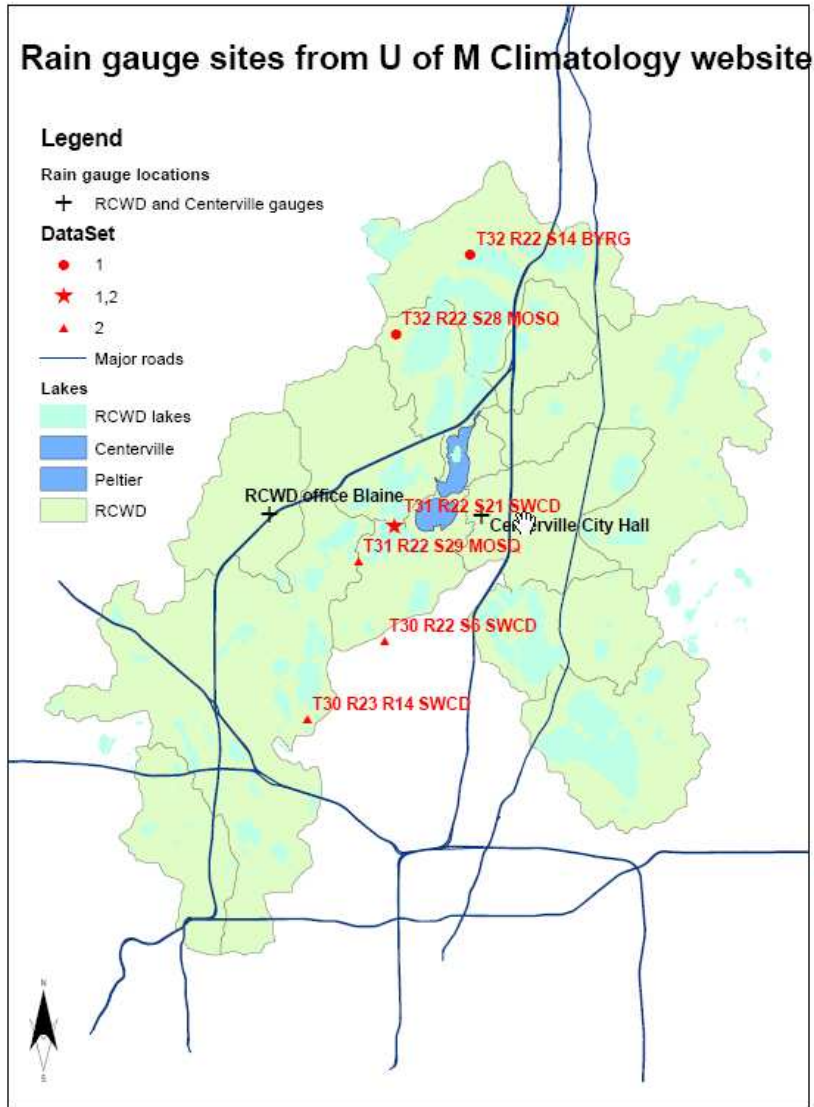 Rain gauge sites from U of M Climatology website
Legend
Rain gauge locations
RCWD and Centerville gauges
DataSet
1
1,2
2
Major roads
Lakes
RCWD lakes
Centerville
Peltier
RCWD
T32 R22 S14 BYRG
T32 R22 S28 MOSQ
RCWD office Blaine
T31 R22 S21 SWCD
Centerville City Hall
T31 R22 S29 MOSQ
T30 R22 S6 SWCD
T30 R23 R14 SWCD
N
S